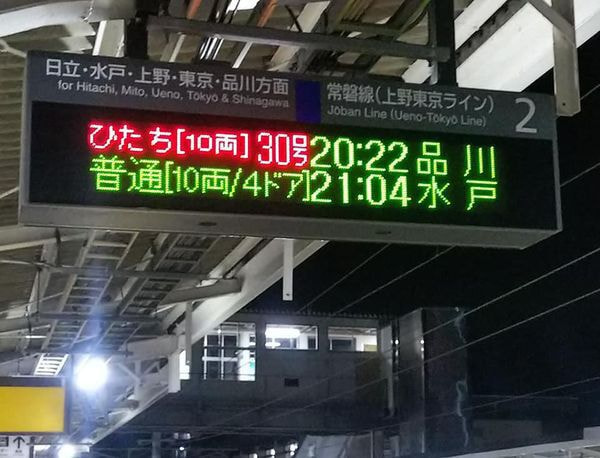 日立・水戸・上野・東京・品川方面
for Hitachi, Mito, Ueno, Tōkyō & Shinagawa
常磐線(上野東京ライン)
Jōban Line (Ueno-Tōkyō Line)
2
ひたち[10両] 30号 20:22 品川
普通[10両/4ドア] 21:04 水戸